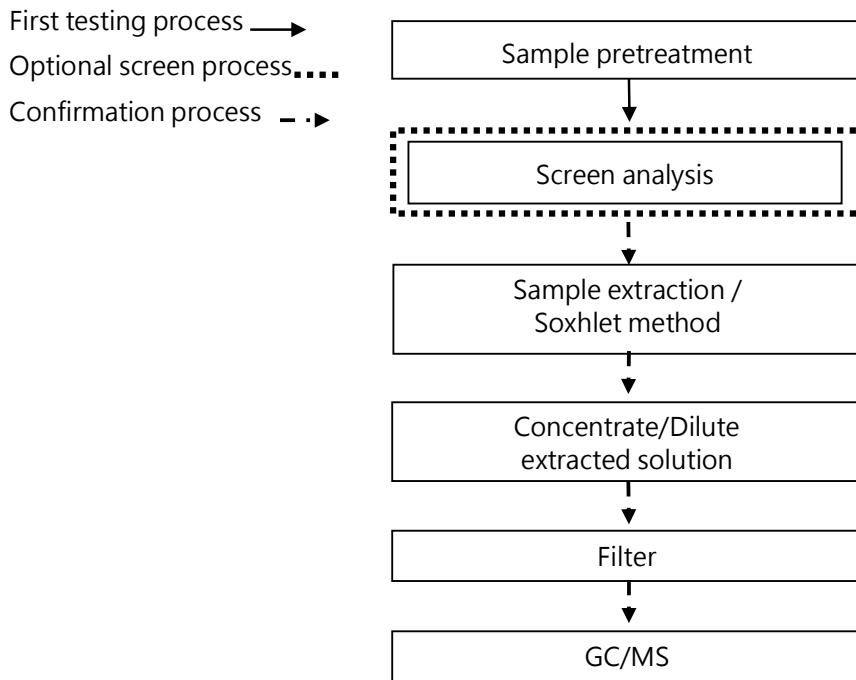 First testing process
Optional screen process
Confirmation process
Sample pretreatment
Screen analysis
Sample extraction /
Soxhlet method
Concentrate/Dilute
extracted solution
Filter
GC/MS